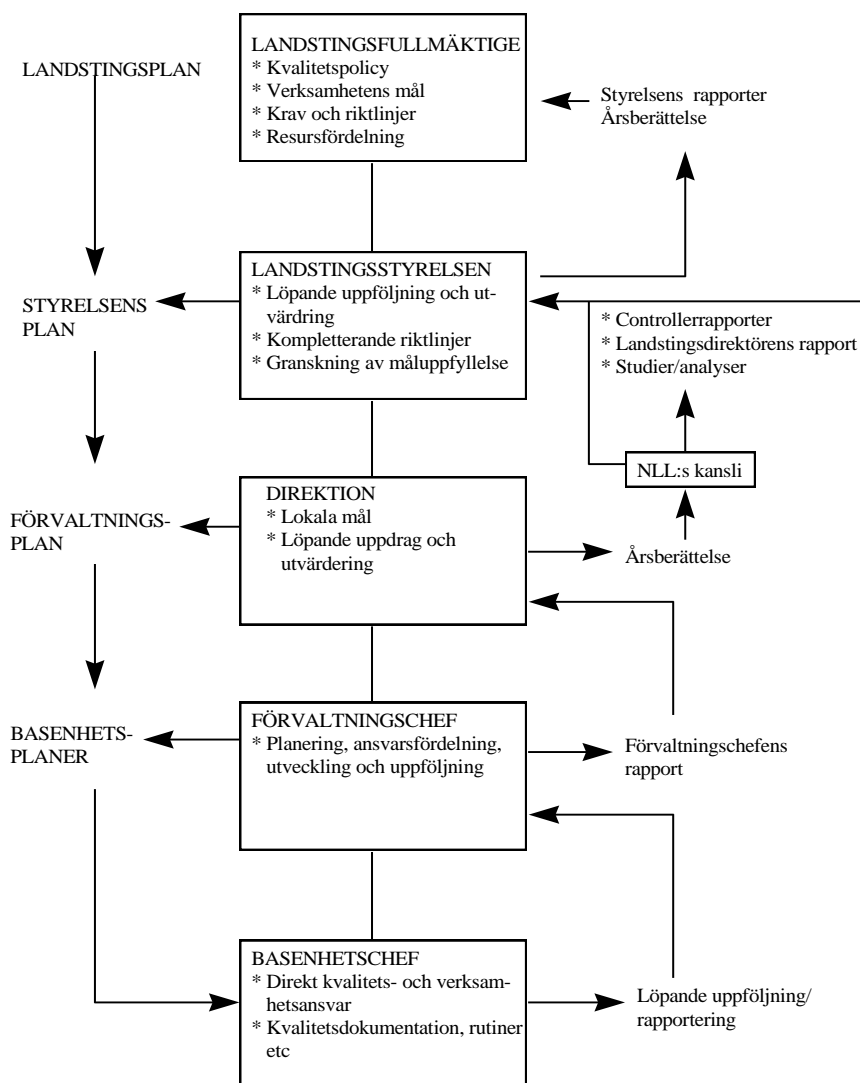 LANDSTINGSPLAN
LANDSTINGSFULLMÄKTIGE
* Kvalitetspolicy
* Verksamhetens mål
* Krav och riktlinjer
* Resursfördelning
Styrelsens rapporter
Årsberättelse
STYRELSENS
PLAN
LANDSTINGSSTYRELSEN
* Löpande uppföljning och ut-
värdring
* Kompletterande riktlinjer
* Granskning av måluppfyllelse
* Controllerrapporter
* Landstingsdirektörens rapport
* Studier/analyser
NLL:s kansli
FÖRVALTNINGS-
PLAN
DIREKTION
* Lokala mål
* Löpande uppdrag och
utvärdering
Årsberättelse
BASENHETS-
PLANER
FÖRVALTNINGSCHEF
* Planering, ansvarsfördelning,
utveckling och uppföljning
Förvaltningschefens
rapport
BASENHETSCHEF
* Direkt kvalitets- och verksam-
hetsansvar
* Kvalitetsdokumentation, rutiner
etc
Löpande uppföljning/
rapportering